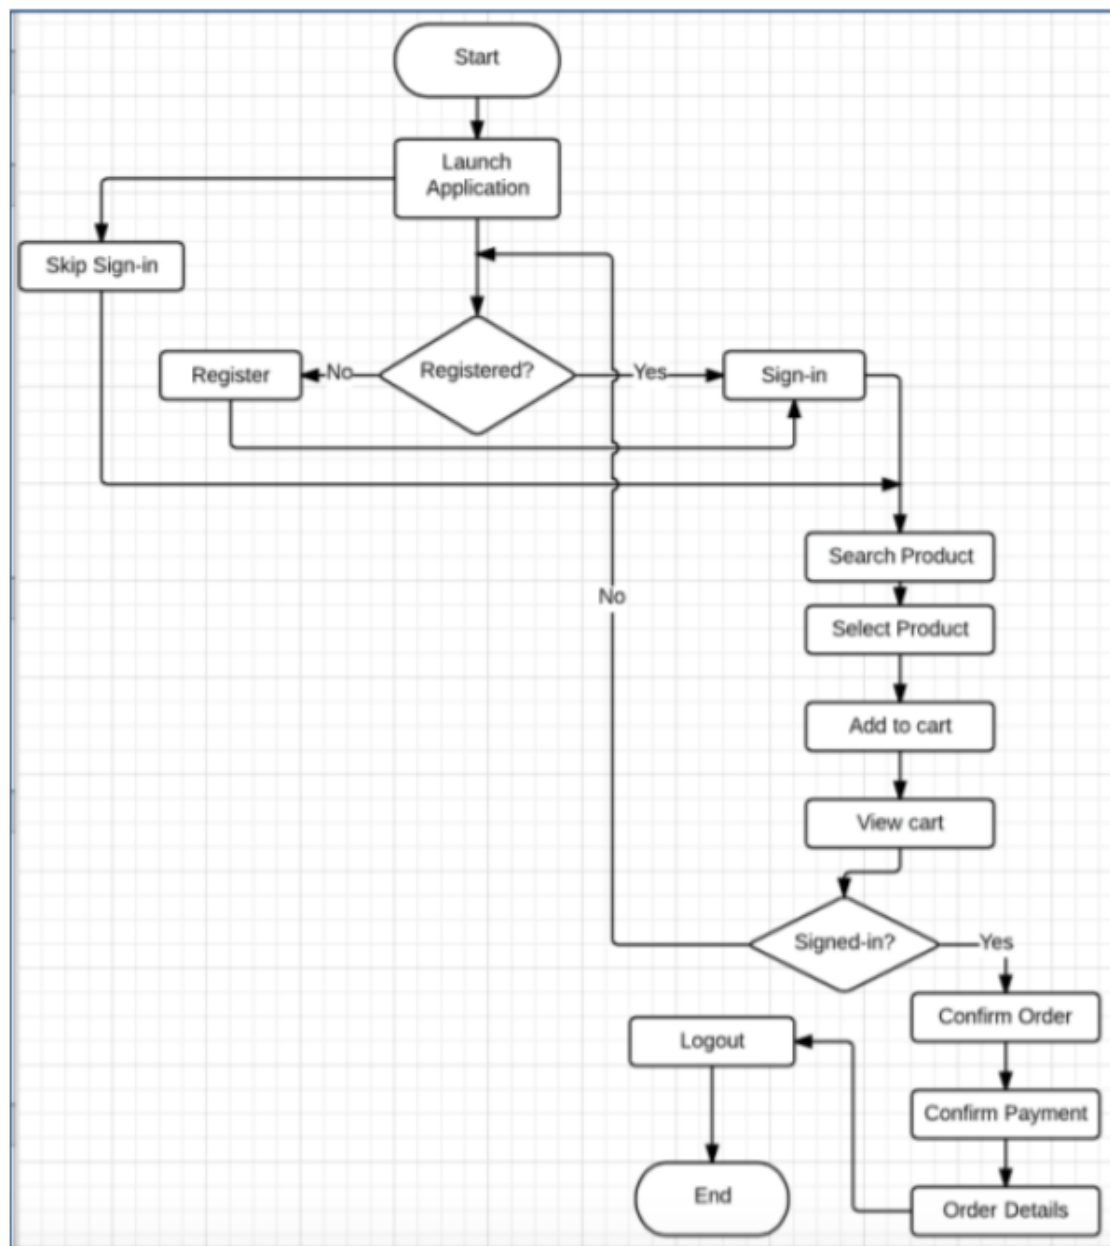 Start
Launch
Application
Skip Sign-in
Register
No
Registered?
Yes
Sign-in
Search Product
No
Select Product
Add to cart
View cart
Signed-in?
Yes
Confirm Order
Logout
Confirm Payment
End
Order Details